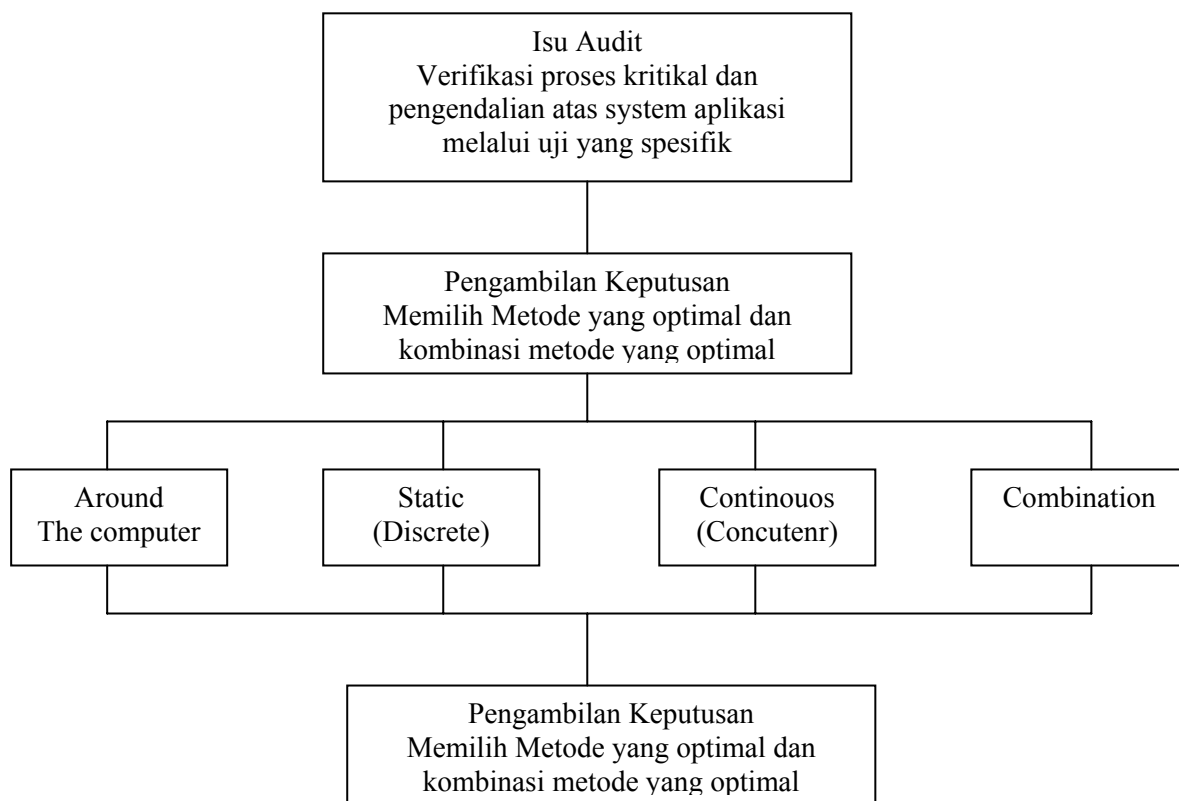 Isu Audit
Verifikasi proses kritikal dan
pengendalian atas system aplikasi
melalui uji yang spesifik
Pengambilan Keputusan
Memilih Metode yang optimal dan
kombinasi metode yang optimal
Around
The computer
Static
(Discrete)
Continouos
(Concutenr)
Combination
Pengambilan Keputusan
Memilih Metode yang optimal dan
kombinasi metode yang optimal